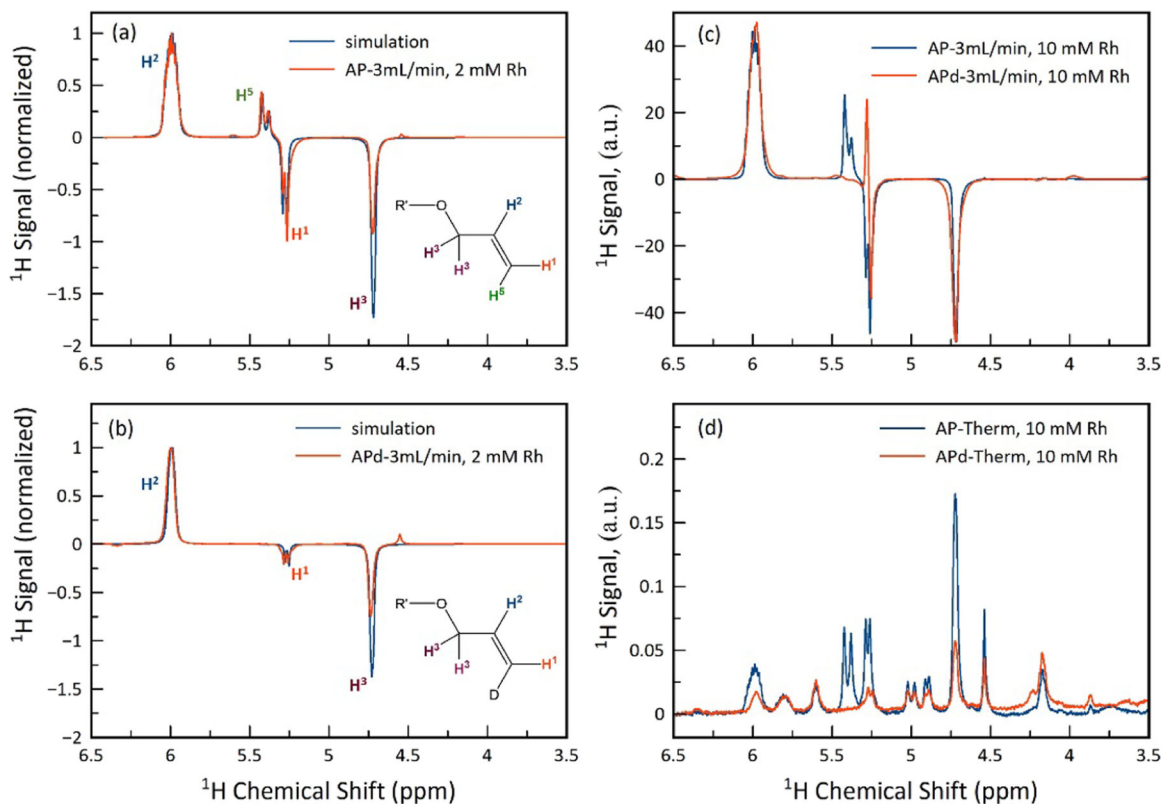 (a)
simulation
AP-3mL/min, 2 mM Rh
H²
H⁵
H¹
H³
R'
O
H²
H³
H³
H¹
H⁵
¹H Signal (normalized)
1
0.5
0
−0.5
−1
−1.5
−2
6.5 6 5.5 5 4.5 4 3.5
(c)
AP-3mL/min, 10 mM Rh
APd-3mL/min, 10 mM Rh
¹H Signal, (a.u.)
40
20
0
−20
−40
6.5 6 5.5 5 4.5 4 3.5
(b)
simulation
APd-3mL/min, 2 mM Rh
H²
H¹
H³
R'
O
H²
H³
H³
H¹
D
¹H Signal (normalized)
1
0.5
0
−0.5
−1
−1.5
−2
6.5 6 5.5 5 4.5 4 3.5
¹H Chemical Shift (ppm)
(d)
AP-Therm, 10 mM Rh
APd-Therm, 10 mM Rh
¹H Signal, (a.u.)
0.2
0.15
0.1
0.05
0
6.5 6 5.5 5 4.5 4 3.5
¹H Chemical Shift (ppm)